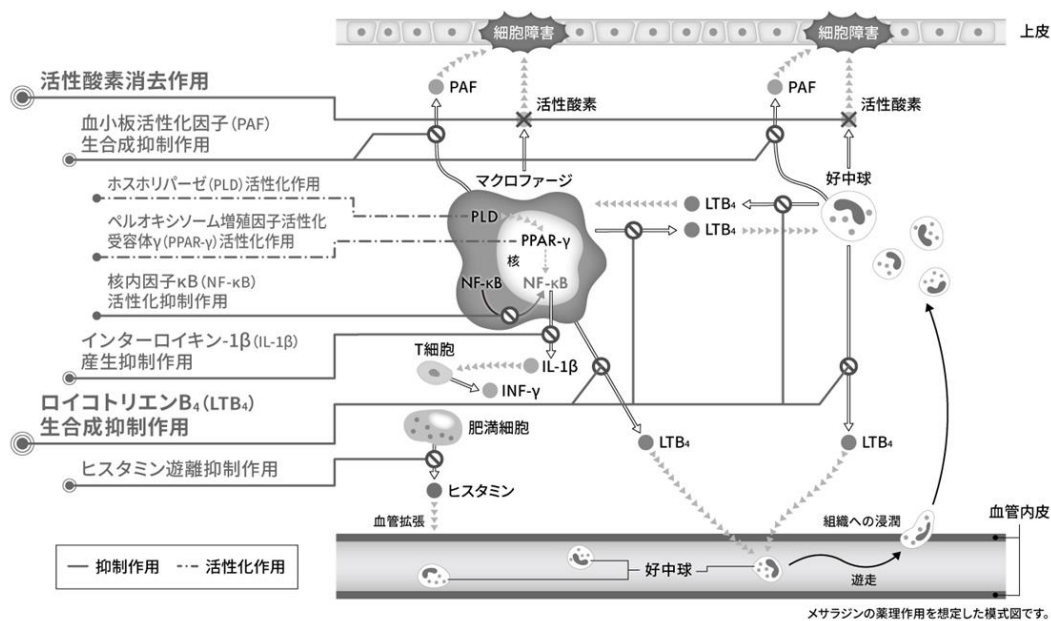 細胞障害
細胞障害
上皮
PAF
PAF
活性酸素消去作用
活性酸素
活性酸素
血小板活性化因子(PAF)
生合成抑制作用
マクロファージ
好中球
ホスホリパーゼ(PLD)活性化作用
PLD
LTB₄
LTB₄
ペルオキシソーム増殖因子活性化
受容体γ(PPAR-γ)活性化作用
PPAR-γ
核
核内因子κB(NF-κB)
活性化抑制作用
NF-κB
NF-κB
インターロイキン-1β(IL-1β)
産生抑制作用
T細胞
IL-1β
INF-γ
ロイコトリエンB₄(LTB₄)
生合成抑制作用
肥満細胞
LTB₄
LTB₄
ヒスタミン遊離抑制作用
ヒスタミン
血管拡張
組織への浸潤
血管内皮
抑制作用
活性化作用
好中球
遊走
メサラジンの薬理作用を想定した模式図です。